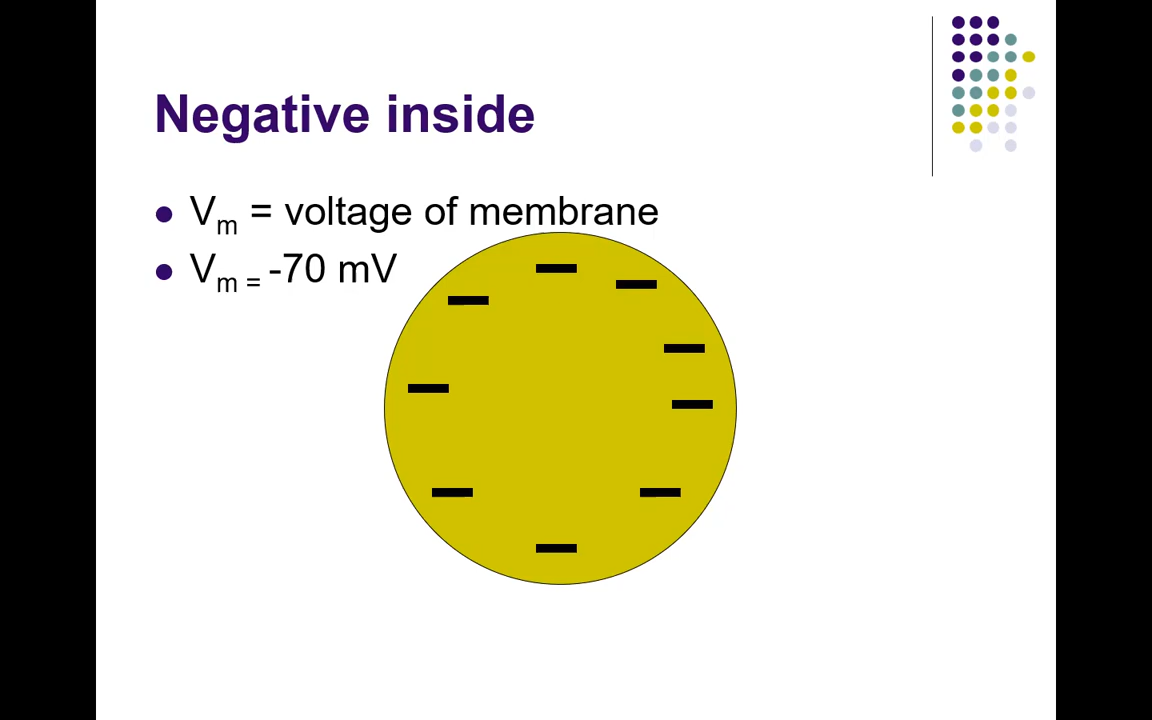 Negative inside
Vm = voltage of membrane
Vm = -70 mV